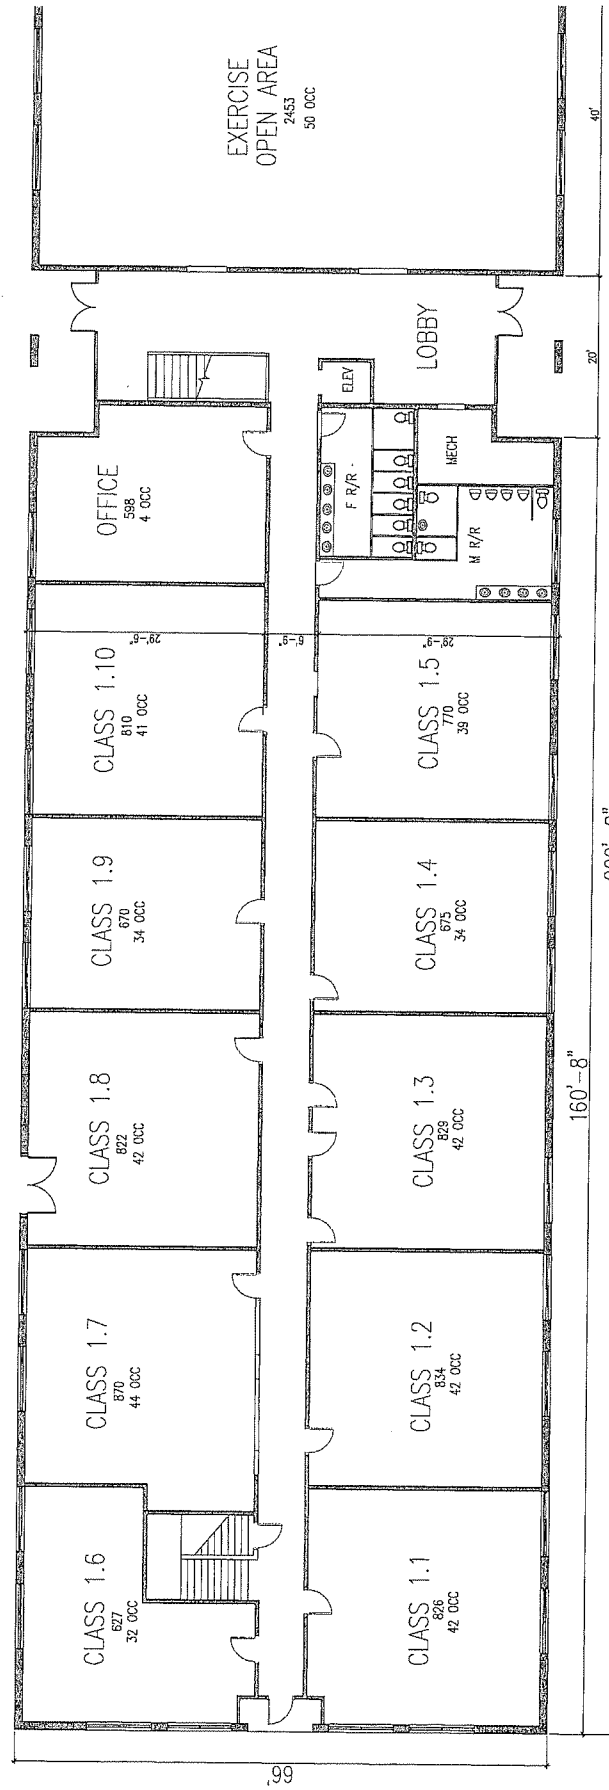 EXERCISE
OPEN AREA
2453
50 OCC
40'
LOBBY
20'
ELEV
OFFICE
598
4 OCC
F R/R
MECH
M R/R
29'-6"
6'-9"
29'-9"
CLASS 1.10
810
41 OCC
CLASS 1.5
770
39 OCC
CLASS 1.9
670
34 OCC
CLASS 1.4
675
34 OCC
CLASS 1.8
822
42 OCC
CLASS 1.3
829
42 OCC
160'-8"
CLASS 1.7
870
44 OCC
CLASS 1.2
834
42 OCC
CLASS 1.6
627
32 OCC
CLASS 1.1
826
42 OCC
66'